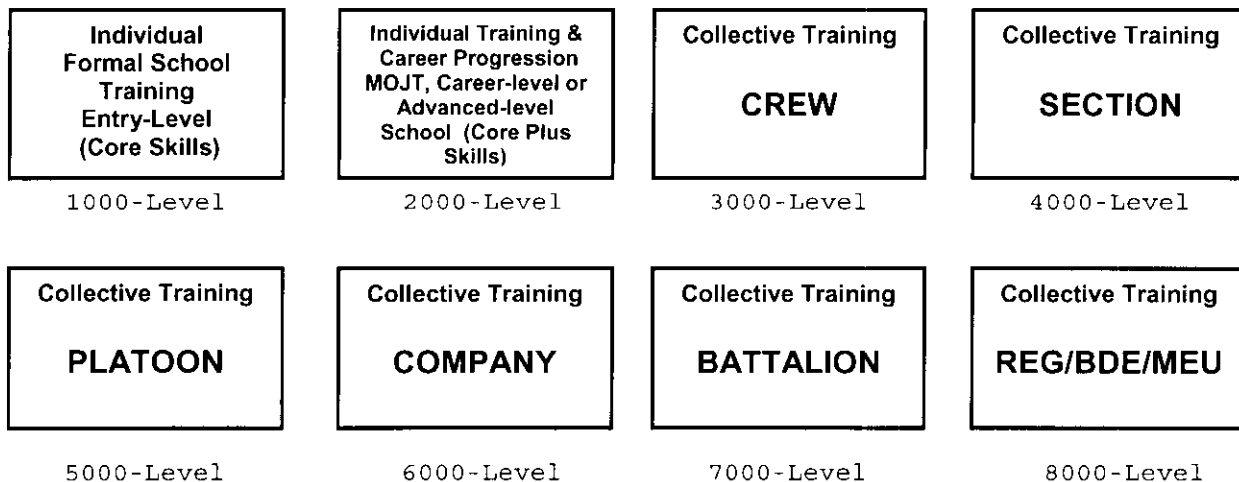 Individual
Formal School
Training
Entry-Level
(Core Skills)
1000-Level
Individual Training &
Career Progression
MOJT, Career-level or
Advanced-level
School (Core Plus
Skills)
2000-Level
Collective Training
CREW
3000-Level
Collective Training
SECTION
4000-Level
Collective Training
PLATOON
5000-Level
Collective Training
COMPANY
6000-Level
Collective Training
BATTALION
7000-Level
Collective Training
REG/BDE/MEU
8000-Level